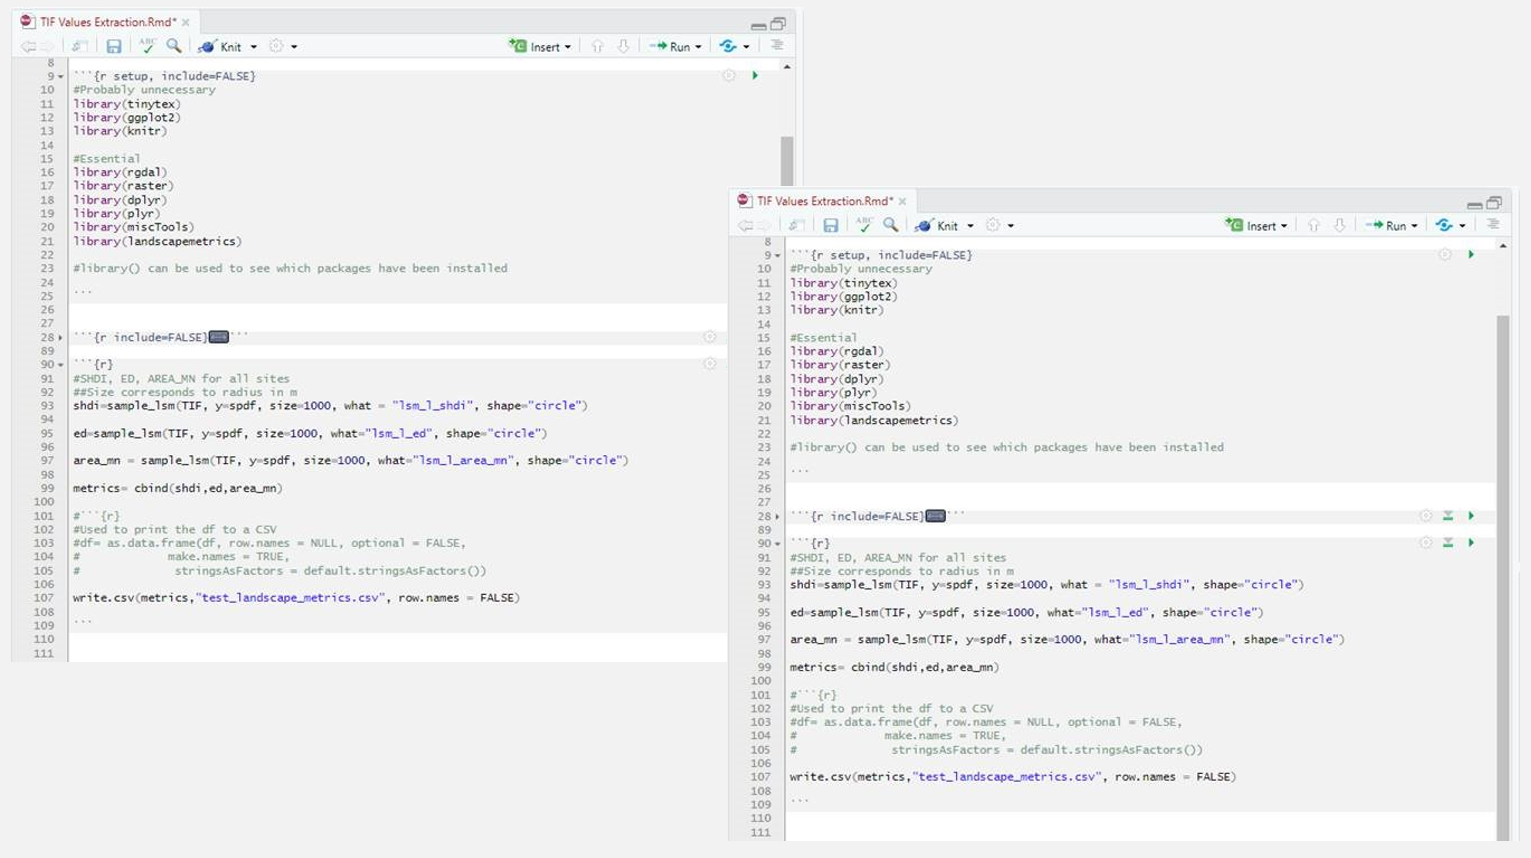 TIF Values Extraction.Rmd*
ABC
Knit
Insert
Run
8
9 ```{r setup, include=FALSE}
10 #Probably unnecessary
11 library(tinytex)
12 library(ggplot2)
13 library(knitr)
14
15 #Essential
16 library(rgdal)
17 library(raster)
18 library(dplyr)
19 library(plyr)
20 library(miscTools)
21 library(landscapemetrics)
22
23 #library() can be used to see which packages have been installed
24
25 ```
26
27
28 ```{r include=FALSE}```
89
90 ```{r}
91 #SHDI, ED, AREA_MN for all sites
92 ##Size corresponds to radius in m
93 shdi=sample_lsm(TIF, y=spdf, size=1000, what = "lsm_l_shdi", shape="circle")
94
95 ed=sample_lsm(TIF, y=spdf, size=1000, what="lsm_l_ed", shape="circle")
96
97 area_mn = sample_lsm(TIF, y=spdf, size=1000, what="lsm_l_area_mn", shape="circle")
98
99 metrics= cbind(shdi,ed,area_mn)
100
101 #```{r}
102 #Used to print the df to a CSV
103 #df= as.data.frame(df, row.names = NULL, optional = FALSE,
104 # make.names = TRUE,
105 # stringsAsFactors = default.stringsAsFactors())
106
107 write.csv(metrics,"test_landscape_metrics.csv", row.names = FALSE)
108
109 ```
110
111
TIF Values Extraction.Rmd*
ABC
Knit
Insert
Run
8
9 ```{r setup, include=FALSE}
10 #Probably unnecessary
11 library(tinytex)
12 library(ggplot2)
13 library(knitr)
14
15 #Essential
16 library(rgdal)
17 library(raster)
18 library(dplyr)
19 library(plyr)
20 library(miscTools)
21 library(landscapemetrics)
22
23 #library() can be used to see which packages have been installed
24
25 ```
26
27
28 ```{r include=FALSE}```
89
90 ```{r}
91 #SHDI, ED, AREA_MN for all sites
92 ##Size corresponds to radius in m
93 shdi=sample_lsm(TIF, y=spdf, size=1000, what = "lsm_l_shdi", shape="circle")
94
95 ed=sample_lsm(TIF, y=spdf, size=1000, what="lsm_l_ed", shape="circle")
96
97 area_mn = sample_lsm(TIF, y=spdf, size=1000, what="lsm_l_area_mn", shape="circle")
98
99 metrics= cbind(shdi,ed,area_mn)
100
101 #```{r}
102 #Used to print the df to a CSV
103 #df= as.data.frame(df, row.names = NULL, optional = FALSE,
104 # make.names = TRUE,
105 # stringsAsFactors = default.stringsAsFactors())
106
107 write.csv(metrics,"test_landscape_metrics.csv", row.names = FALSE)
108
109 ```
110
111